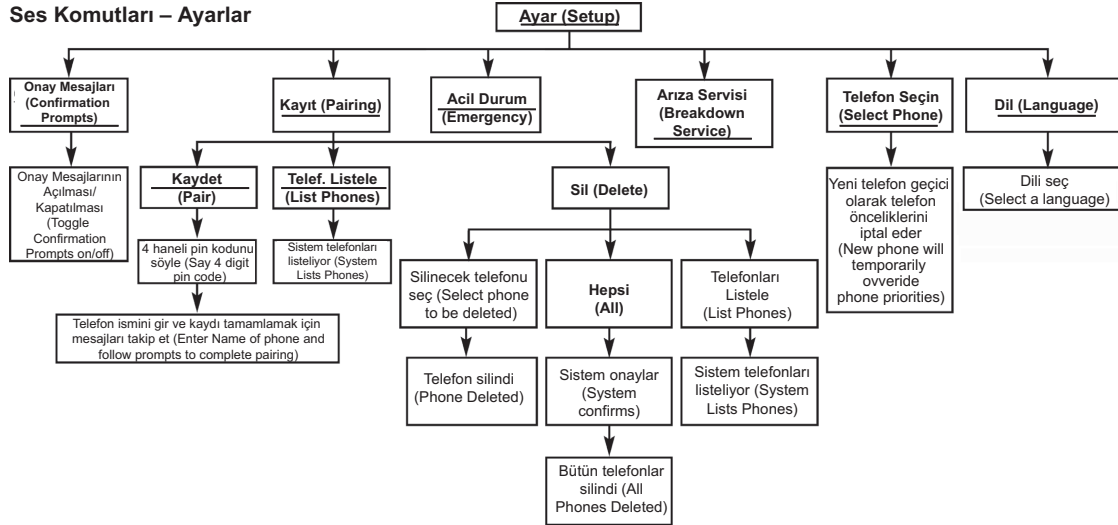 Ses Komutları – Ayarlar
Ayar (Setup)
Onay Mesajları
(Confirmation
Prompts)
Kayıt (Pairing)
Acil Durum
(Emergency)
Arıza Servisi
(Breakdown
Service)
Telefon Seçin
(Select Phone)
Dil (Language)
Onay Mesajlarının
Açılması/
Kapatılması
(Toggle
Confirmation
Prompts on/off)
Kaydet
(Pair)
Telef. Listele
(List Phones)
Sil (Delete)
Yeni telefon geçici
olarak telefon
önceliklerini
iptal eder
(New phone will
temporarily
ovveride
phone priorities)
Dili seç
(Select a language)
4 haneli pin kodunu
söyle (Say 4 digit
pin code)
Sistem telefonları
listeliyor (System
Lists Phones)
Silinecek telefonu
seç (Select phone
to be deleted)
Hepsi
(All)
Telefonları
Listele
(List Phones)
Telefon ismini gir ve kaydı tamamlamak için
mesajları takip et (Enter Name of phone and
follow prompts to complete pairing)
Telefon silindi
(Phone Deleted)
Sistem onaylar
(System
confirms)
Sistem telefonları
listeliyor (System
Lists Phones)
Bütün telefonlar
silindi (All
Phones Deleted)